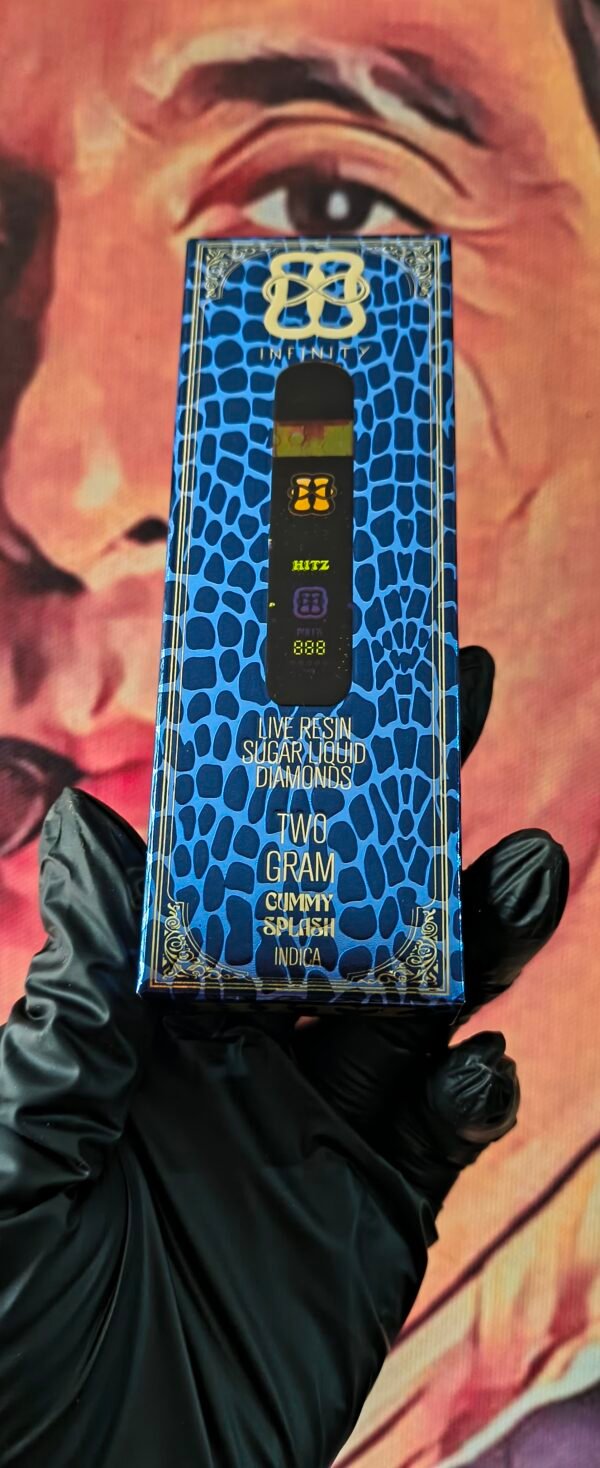 INFINITY
HITZ
888
LIVE RESIN
SUGAR LIQUID
DIAMONDS
TWO
GRAM
GUMMY
SPLASH
INDICA